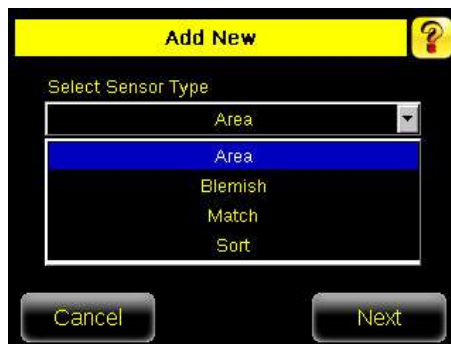 Add New
?
Select Sensor Type
Area
Area
Blemish
Match
Sort
Cancel
Next